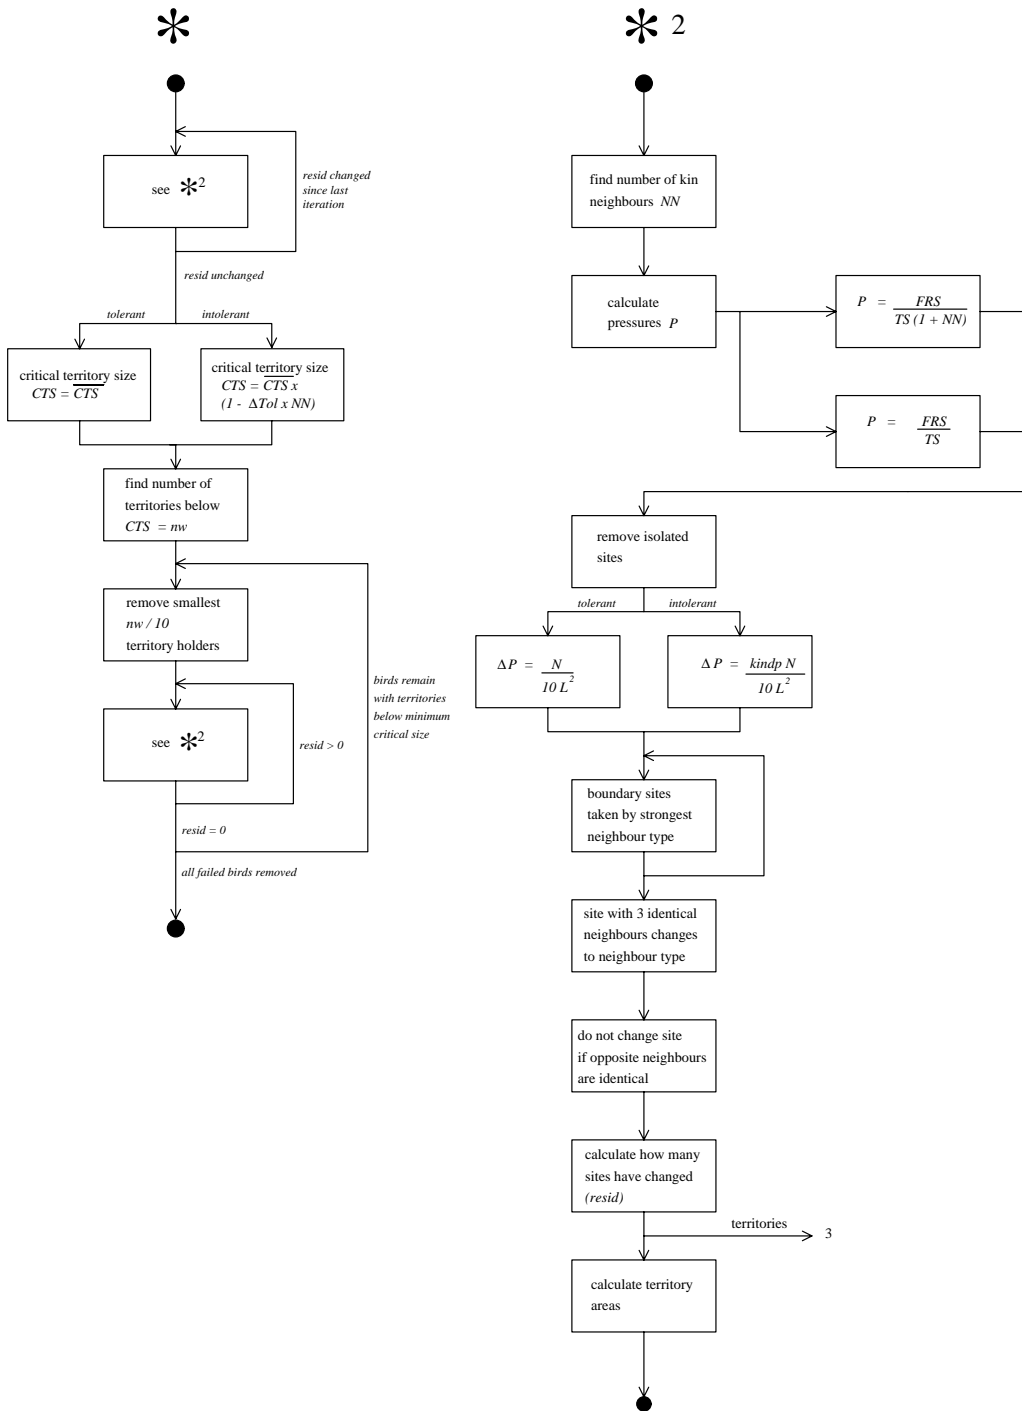 *
see *2
resid changed
since last
iteration
resid unchanged
tolerant
intolerant
critical territory size
CTS = CTS
critical territory size
CTS = CTS x
(1 - ΔTol x NN)
find number of
territories below
CTS = nw
remove smallest
nw / 10
territory holders
birds remain
with territories
below minimum
critical size
see *2
resid > 0
resid = 0
all failed birds removed
* 2
find number of kin
neighbours NN
calculate
pressures P
P = FRS
TS (1 + NN)
P = FRS
TS
remove isolated
sites
tolerant
intolerant
ΔP = N
10 L2
ΔP = kindp N
10 L2
boundary sites
taken by strongest
neighbour type
site with 3 identical
neighbours changes
to neighbour type
do not change site
if opposite neighbours
are identical
calculate how many
sites have changed
(resid)
territories
3
calculate territory
areas